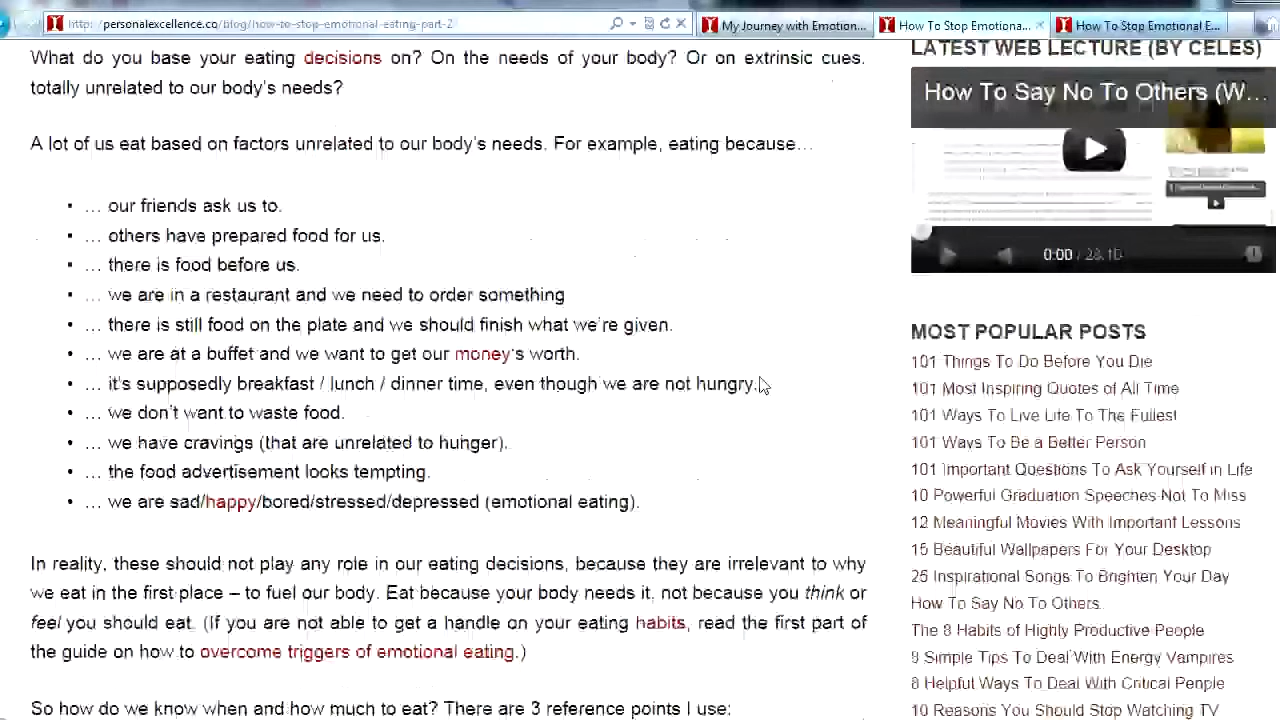 http://personalexcellence.co/blog/how-to-stop-emotional-eating-part-2
My Journey with Emotion...
How To Stop Emotiona...
How To Stop Emotional E...
What do you base your eating decisions on? On the needs of your body? Or on extrinsic cues,
totally unrelated to our body's needs?
A lot of us eat based on factors unrelated to our body's needs. For example, eating because…
• … our friends ask us to.
• … others have prepared food for us.
• … there is food before us.
• … we are in a restaurant and we need to order something
• … there is still food on the plate and we should finish what we're given.
• … we are at a buffet and we want to get our money's worth.
• … it's supposedly breakfast / lunch / dinner time, even though we are not hungry.
• … we don't want to waste food.
• … we have cravings (that are unrelated to hunger).
• … the food advertisement looks tempting.
• … we are sad/happy/bored/stressed/depressed (emotional eating).
In reality, these should not play any role in our eating decisions, because they are irrelevant to why
we eat in the first place – to fuel our body. Eat because your body needs it, not because you think or
feel you should eat. (If you are not able to get a handle on your eating habits, read the first part of
the guide on how to overcome triggers of emotional eating.)
So how do we know when and how much to eat? There are 3 reference points I use:
LATEST WEB LECTURE (BY CELES)
How To Say No To Others (W...
0:00 / 28:10
MOST POPULAR POSTS
101 Things To Do Before You Die
101 Most Inspiring Quotes of All Time
101 Ways To Live Life To The Fullest
101 Ways To Be a Better Person
101 Important Questions To Ask Yourself in Life
10 Powerful Graduation Speeches Not To Miss
12 Meaningful Movies With Important Lessons
15 Beautiful Wallpapers For Your Desktop
25 Inspirational Songs To Brighten Your Day
How To Say No To Others
The 8 Habits of Highly Productive People
8 Simple Tips To Deal With Energy Vampires
8 Helpful Ways To Deal With Critical People
10 Reasons You Should Stop Watching TV